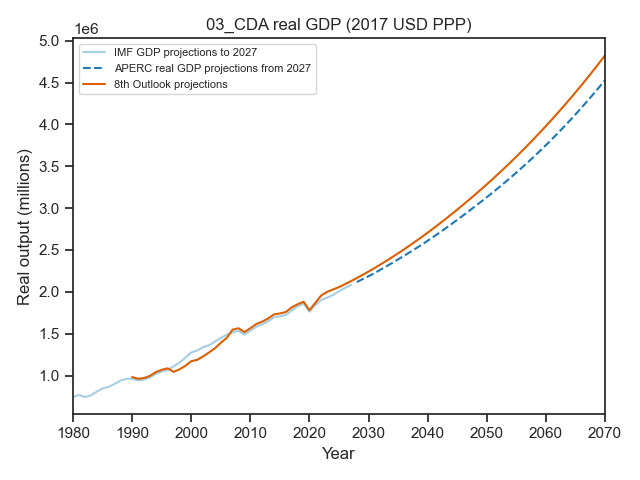 03_CDA real GDP (2017 USD PPP)
1e6
IMF GDP projections to 2027
APERC real GDP projections from 2027
8th Outlook projections
Real output (millions)
5.0
4.5
4.0
3.5
3.0
2.5
2.0
1.5
1.0
1980 1990 2000 2010 2020 2030 2040 2050 2060 2070
Year